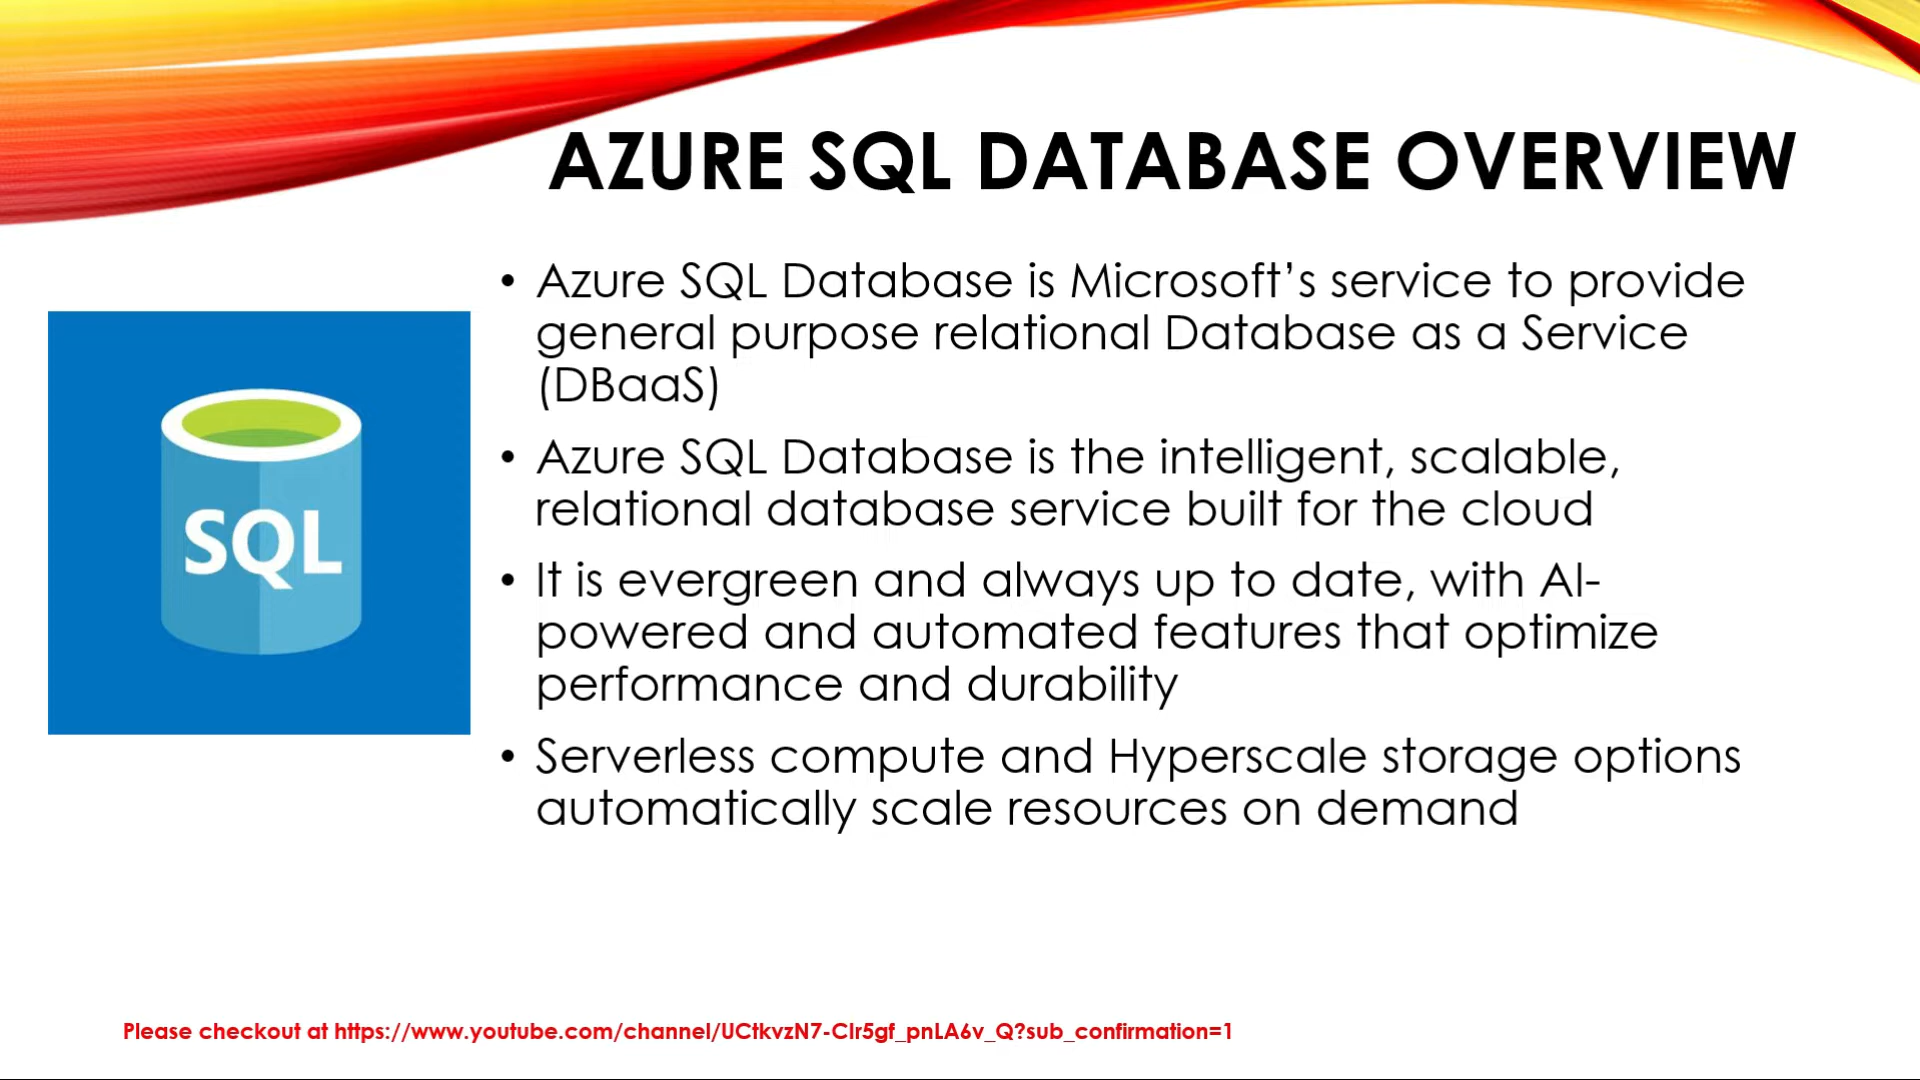 AZURE SQL DATABASE OVERVIEW
• Azure SQL Database is Microsoft’s service to provide
general purpose relational Database as a Service
(DBaaS)
• Azure SQL Database is the intelligent, scalable,
relational database service built for the cloud
• It is evergreen and always up to date, with AI-
powered and automated features that optimize
performance and durability
• Serverless compute and Hyperscale storage options
automatically scale resources on demand
SQL
Please checkout at https://www.youtube.com/channel/UCtkvzN7-CIr5gf_pnLA6v_Q?sub_confirmation=1